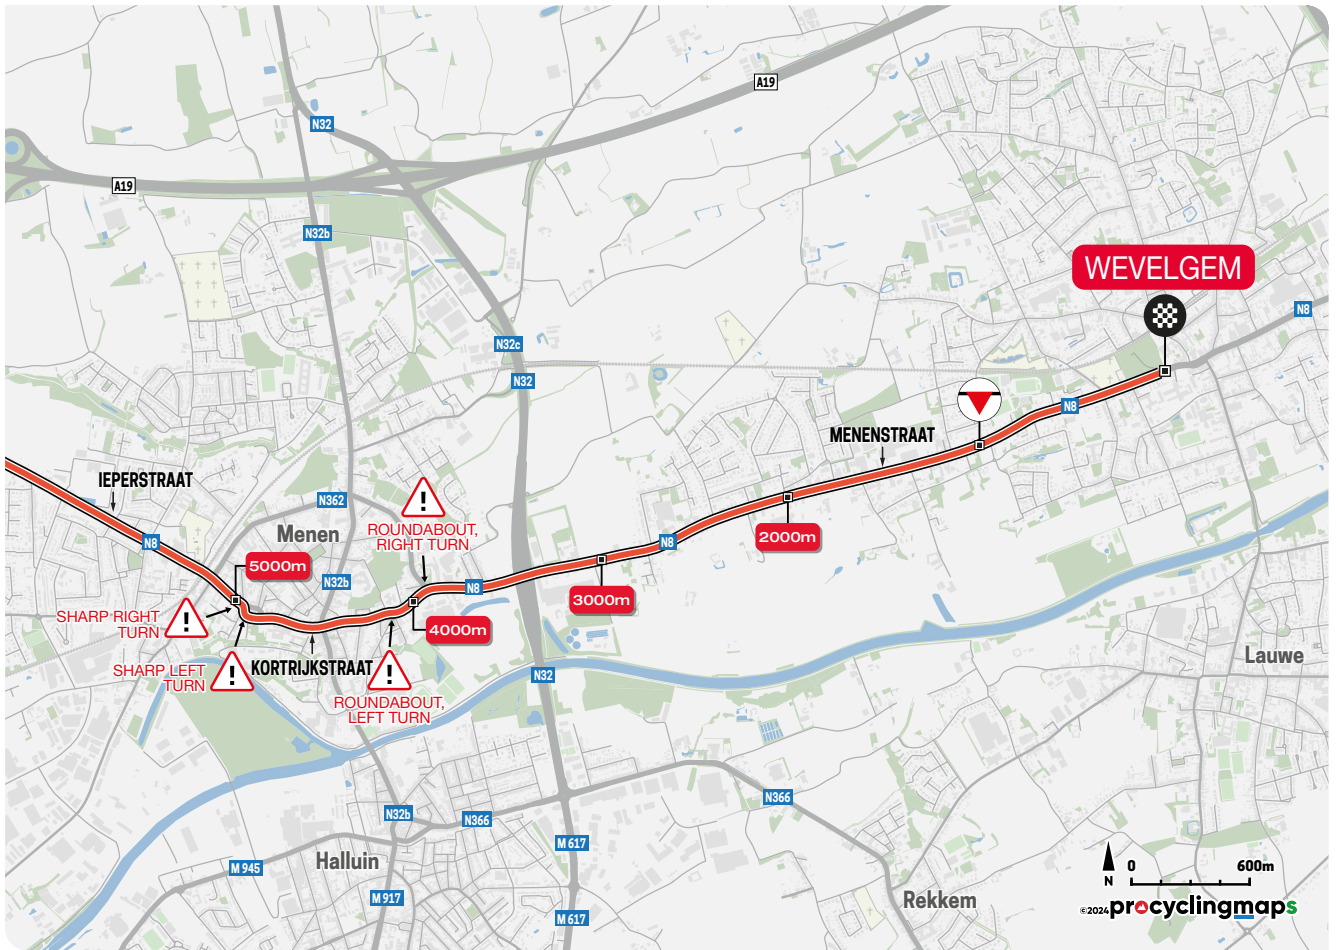 A19
N32
A19
N32b
WEVELGEM
N8
N32c
N32
N8
MENENSTRAAT
IEPERSTRAAT
N362
Menen
ROUNDABOUT,
RIGHT TURN
N8
2000m
N8
5000m
N32b
N8
3000m
SHARP RIGHT
TURN
4000m
SHARP LEFT
TURN
KORTRIJKSTRAAT
ROUNDABOUT,
LEFT TURN
N32
Lauwe
N366
N32b
N366
M 617
Halluin
M 945
M 917
M 617
Rekkem
N
0
600m
©2024 procyclingmaps